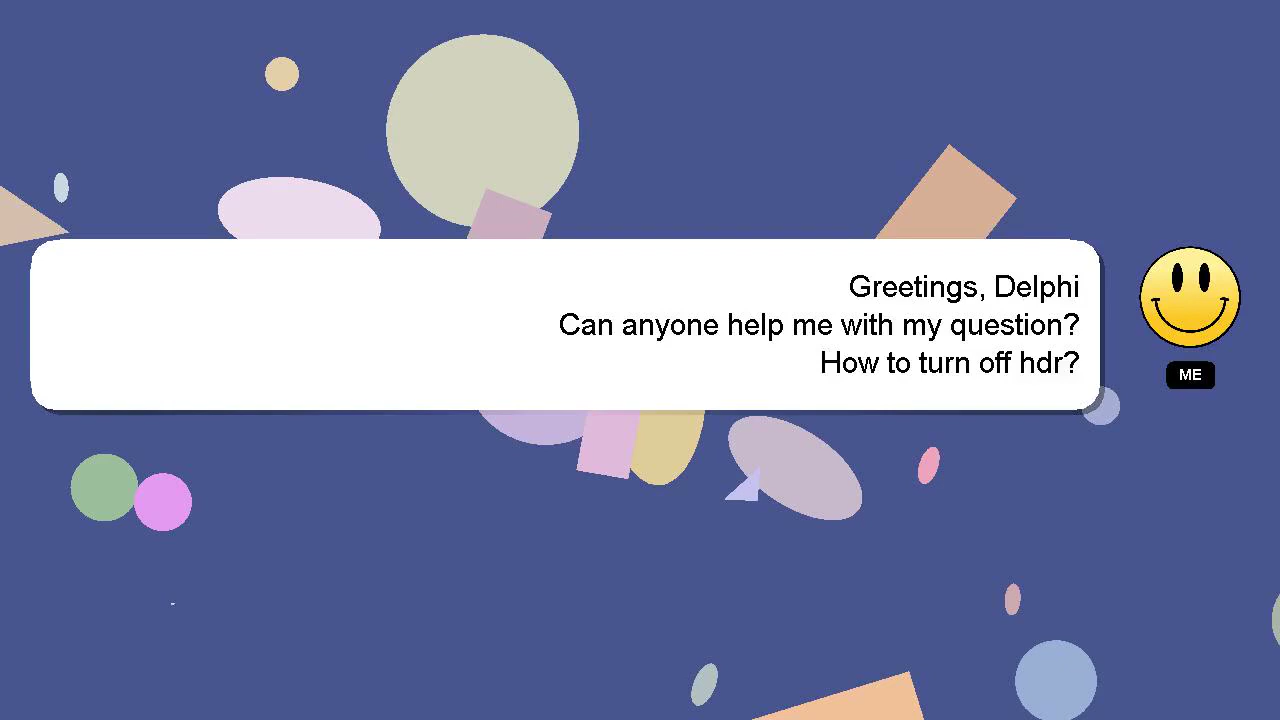 Greetings, Delphi
Can anyone help me with my question?
How to turn off hdr?
ME